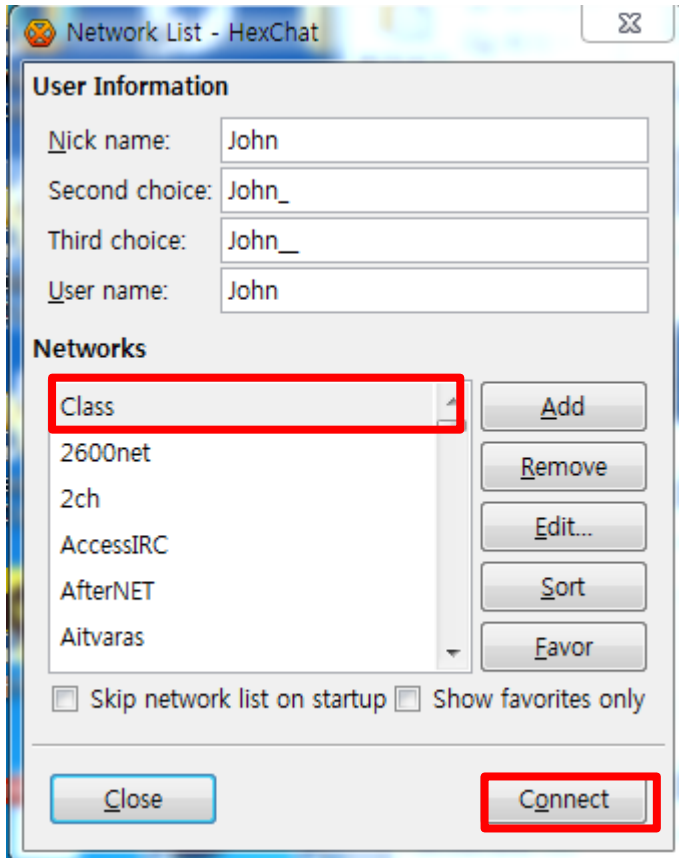 Network List - HexChat
User Information
Nick name: John
Second choice: John_
Third choice: John__
User name: John
Networks
Class
Add
2600net
Remove
2ch
Edit...
AccessIRC
AfterNET
Sort
Aitvaras
Favor
Skip network list on startup Show favorites only
Close Connect